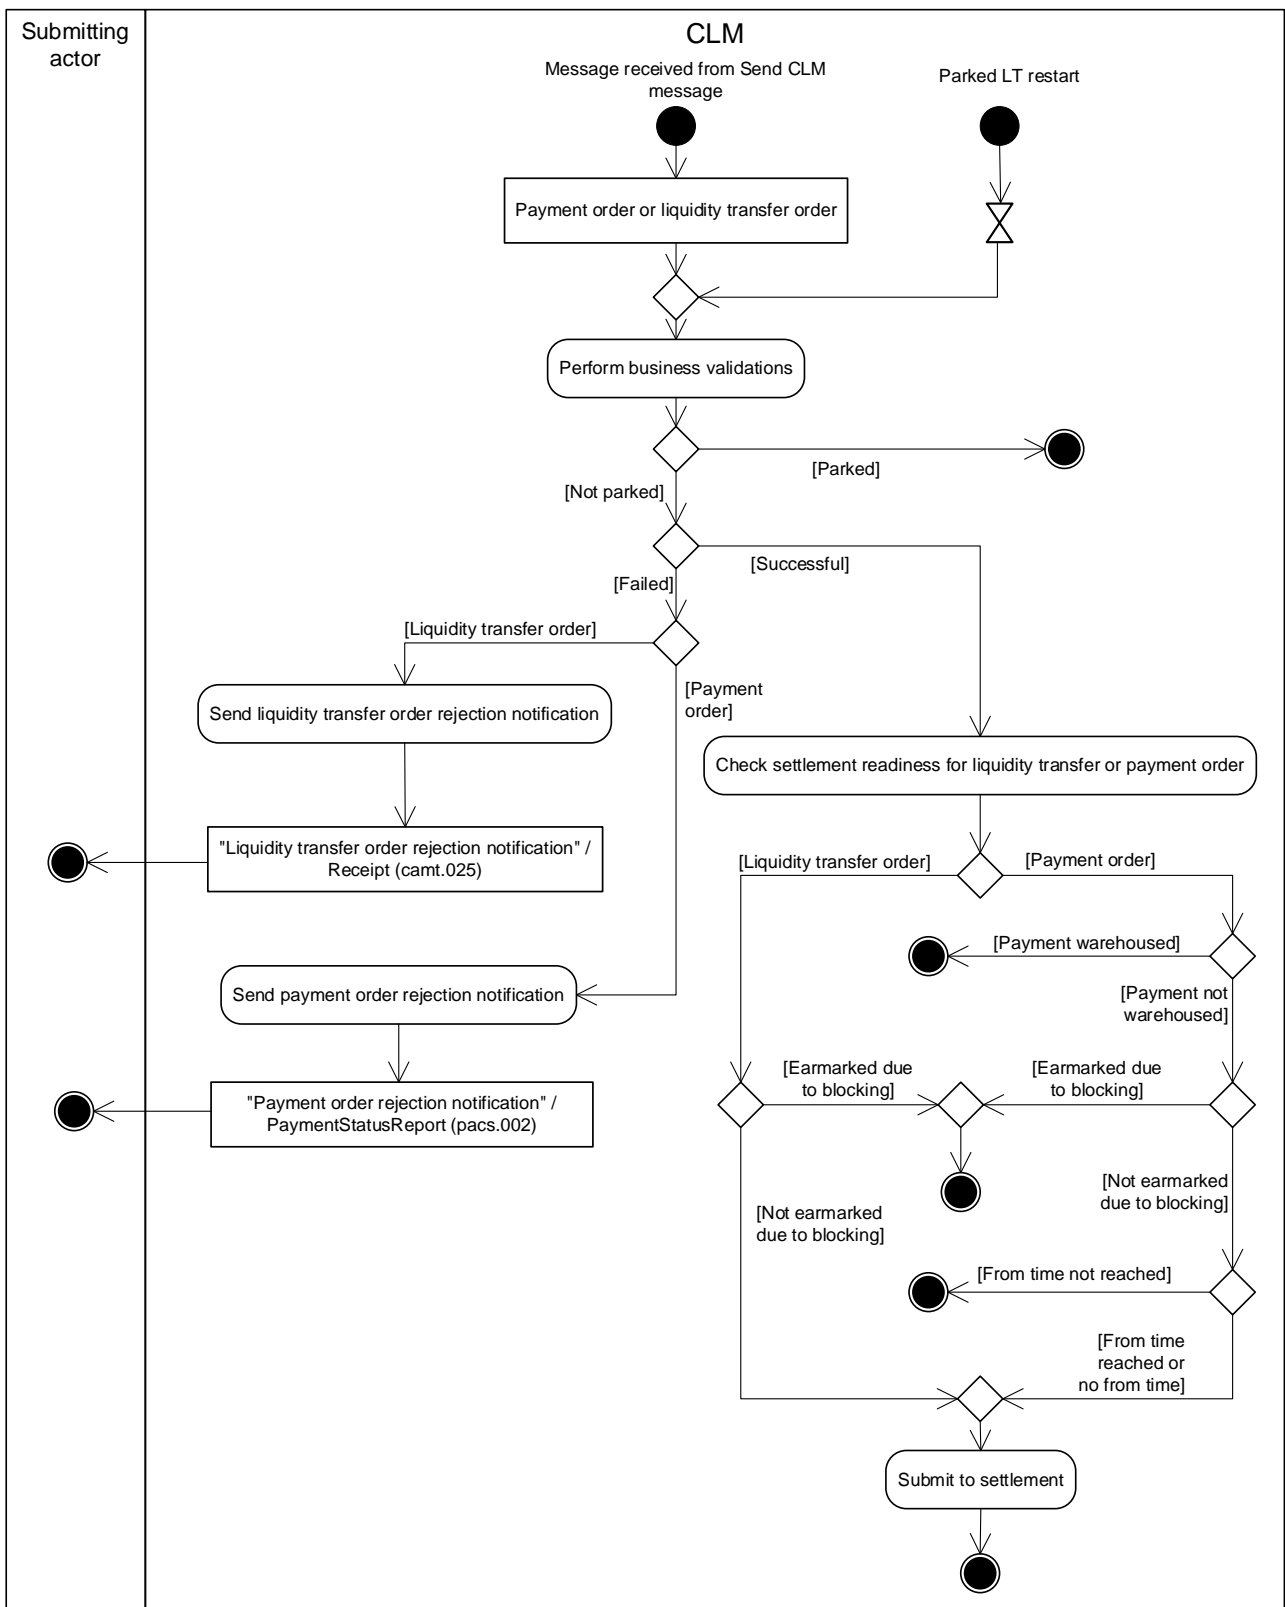 Submitting
actor
CLM
Message received from Send CLM
message
Parked LT restart
Payment order or liquidity transfer order
Perform business validations
[Parked]
[Not parked]
[Successful]
[Failed]
[Liquidity transfer order]
[Payment
order]
Send liquidity transfer order rejection notification
Check settlement readiness for liquidity transfer or payment order
"Liquidity transfer order rejection notification" /
Receipt (camt.025)
[Liquidity transfer order]
[Payment order]
[Payment warehoused]
Send payment order rejection notification
[Payment not
warehoused]
[Earmarked due
to blocking]
[Earmarked due
to blocking]
"Payment order rejection notification" /
PaymentStatusReport (pacs.002)
[Not earmarked
due to blocking]
[Not earmarked
due to blocking]
[From time not reached]
[From time
reached or
no from time]
Submit to settlement